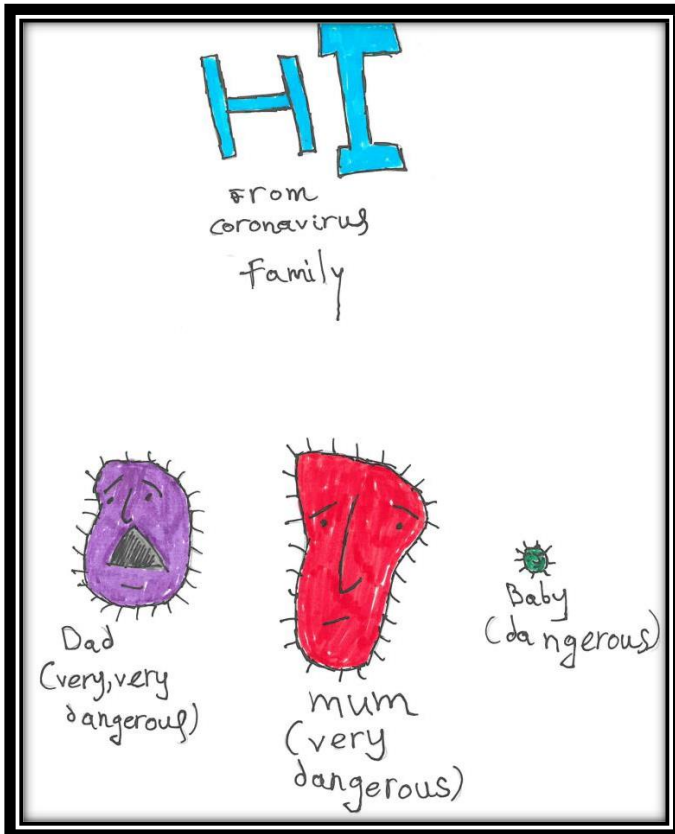 HI
From
coronavirus
Family
Dad
(very,very
dangerous)
mum
(very
dangerous)
Baby
(dangerous)